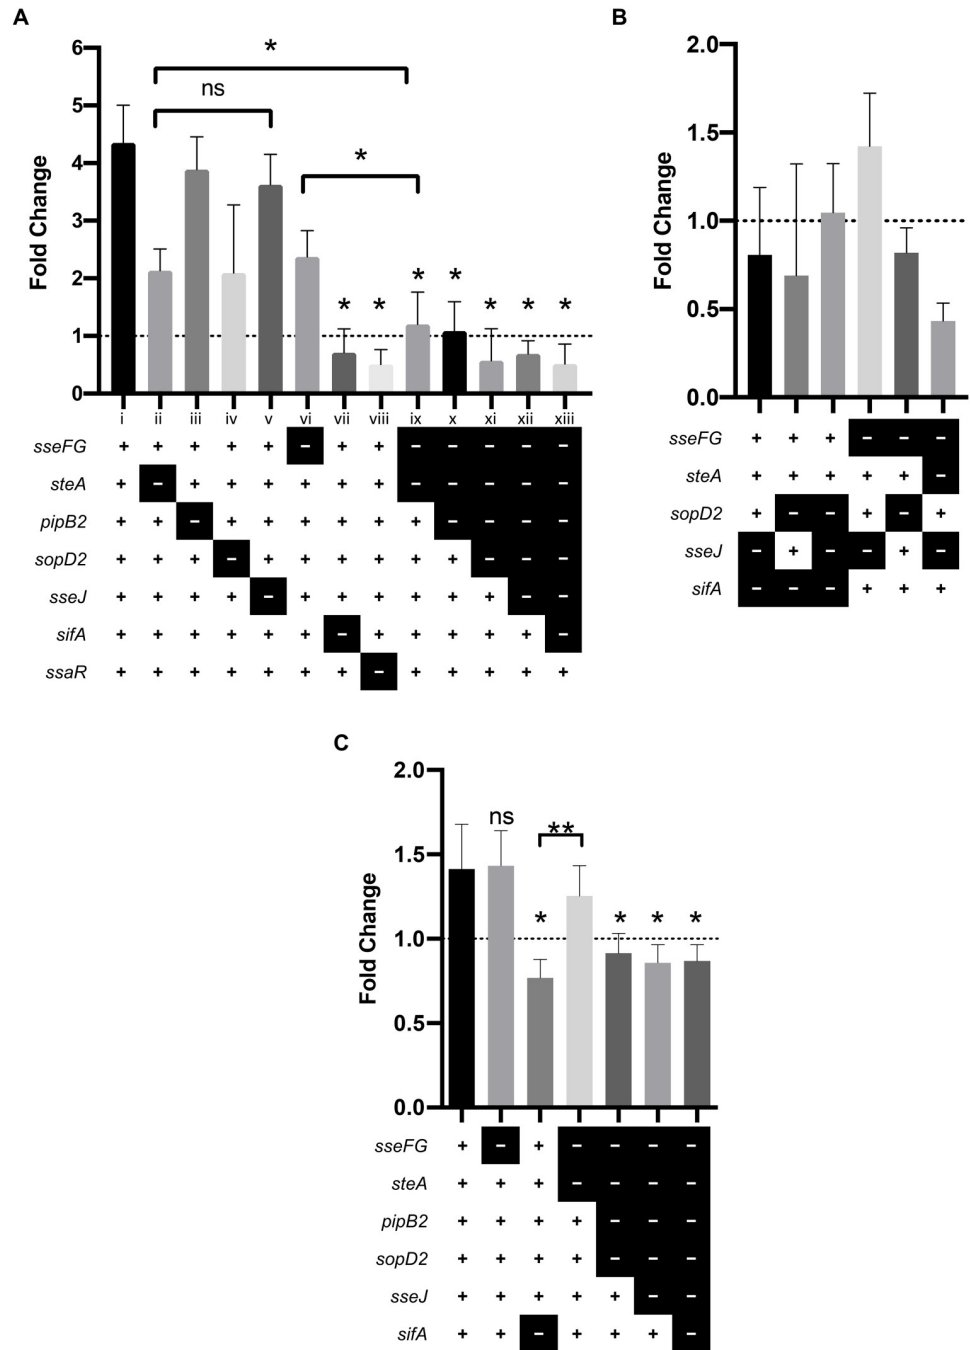 A
6
5
4
3
2
1
0
Fold Change
*
ns
*
* * * * * * *
i ii iii iv v vi vii viii ix x xi xii xiii
sseFG + + + + + − + + − − − − −
steA + − + + + + + + − − − − −
pipB2 + + − + + + + + + − − − −
sopD2 + + + − + + + + + + − − −
sseJ + + + + − + + + + + + − −
sifA + + + + + + − + + + + + −
ssaR + + + + + + + − + + + + +
B
2.0
1.5
1.0
0.5
0.0
Fold Change
sseFG + + + − − −
steA + + + + + −
sopD2 + − − + − +
sseJ − + − − + −
sifA − − − + + +
C
2.0
1.5
1.0
0.5
0.0
Fold Change
ns
**
* * * *
sseFG + − + − − − −
steA + + + − − − −
pipB2 + + + + − − −
sopD2 + + + + − − −
sseJ + + + + + − −
sifA + + − + + + −